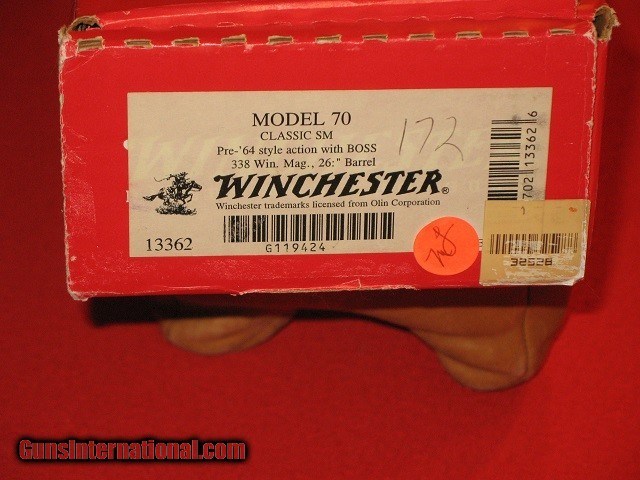 MODEL 70
CLASSIC SM
Pre-'64 style action with BOSS
338 Win. Mag., 26:" Barrel
172
WINCHESTER®
Winchester trademarks licensed from Olin Corporation
13362
G119424
702 13362 6
32528
GunsInternational.com